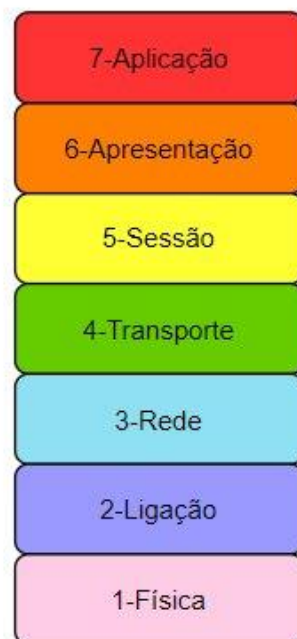 7-Aplicação
6-Apresentação
5-Sessão
4-Transporte
3-Rede
2-Ligação
1-Física